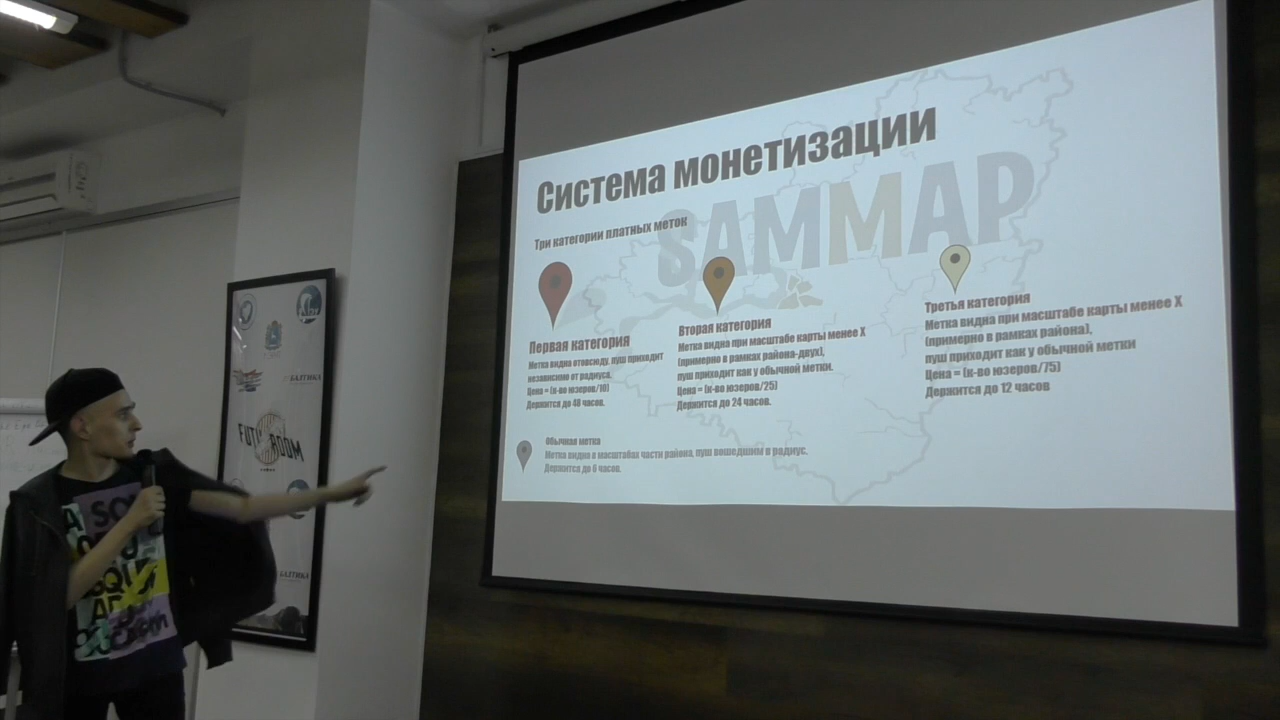 Система монетизации
SAMMAP
Три категории платных меток
Первая категория
Метка видна отовсюду, пуш приходит
независимо от радиуса.
Цена = (к-во юзеров/10)
Держится до 48 часов.
Вторая категория
Метка видна при масштабе карты менее X
(примерно в рамках района-двух),
пуш приходит как у обычной метки.
Цена = (к-во юзеров/25)
Держится до 24 часов.
Третья категория
Метка видна при масштабе карты менее X
(примерно в рамках района),
пуш приходит как у обычной метки
Цена = (к-во юзеров/75)
Держится до 12 часов
Обычная метка
Метка видна в масштабах части района, пуш вошедшим в радиус.
Держится до 6 часов.
БАЛТИКА
БАЛТИКА